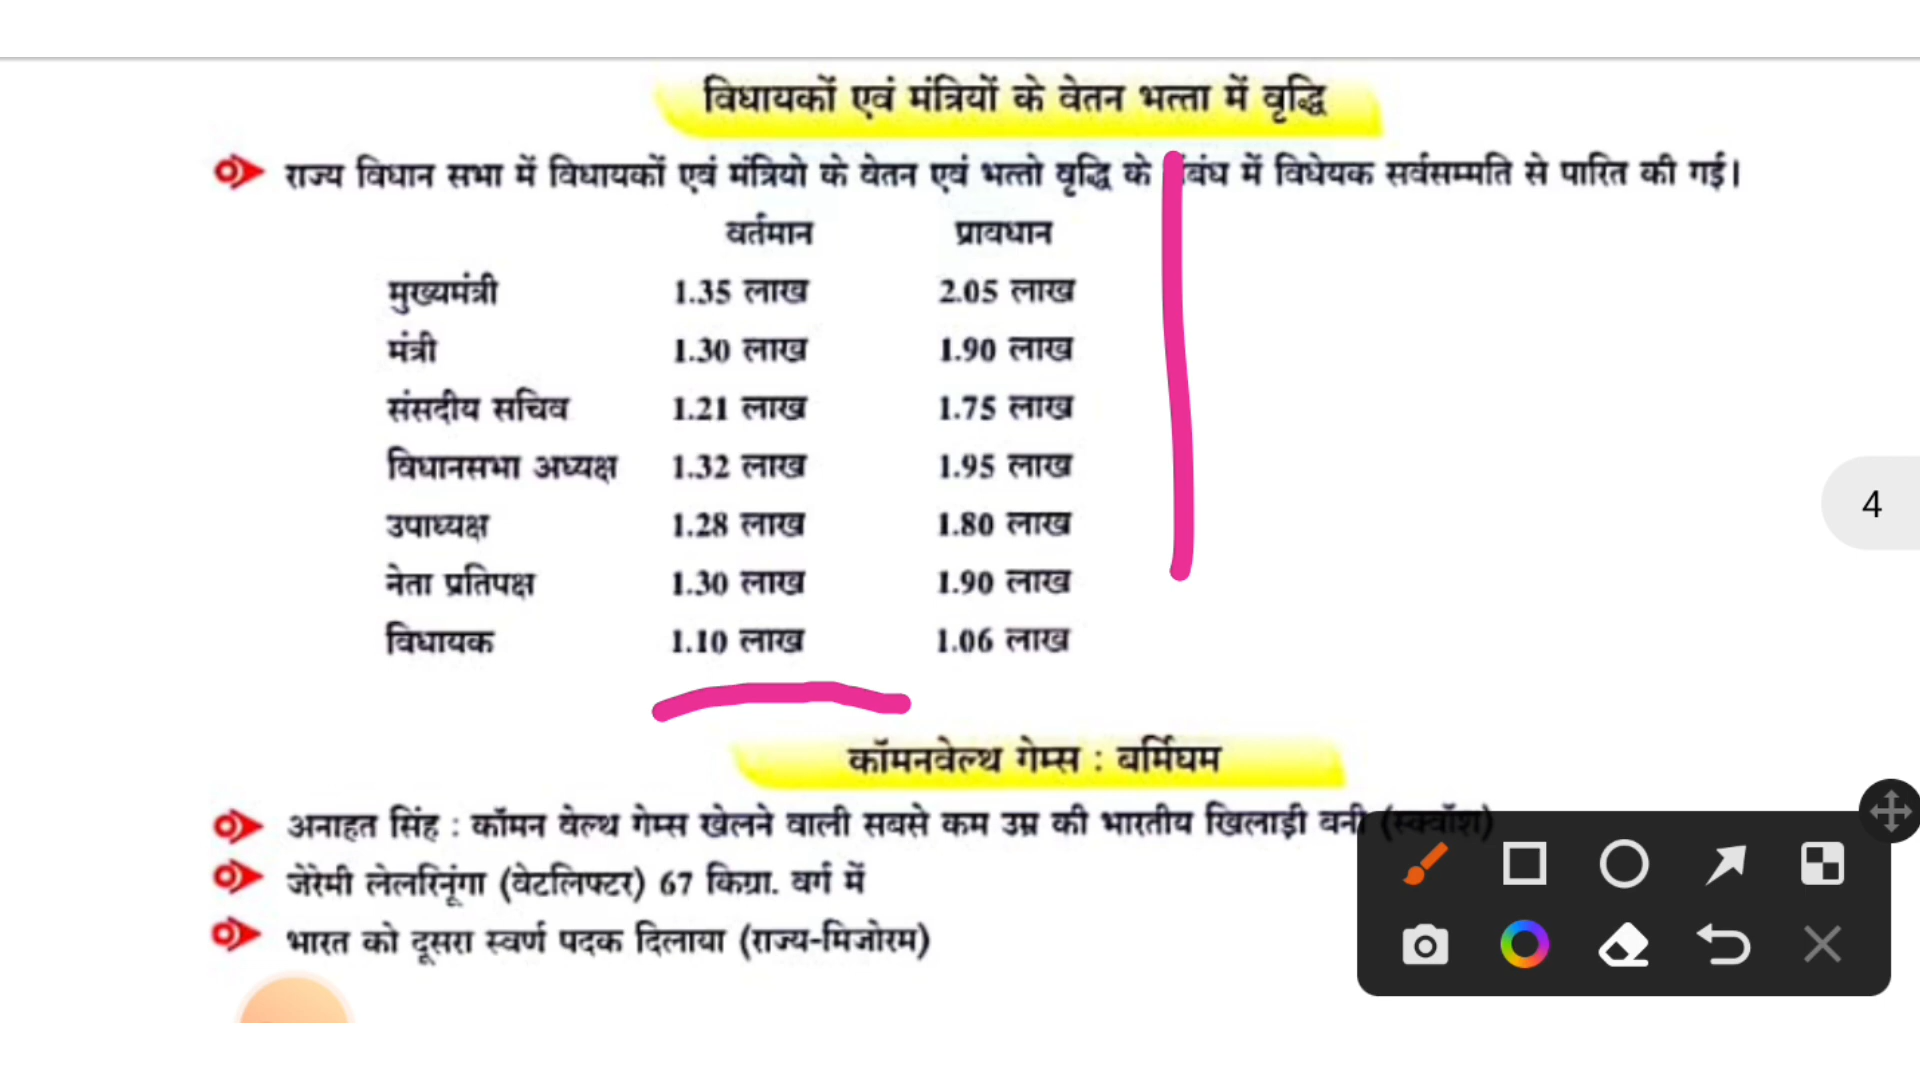 विधायकों एवं मंत्रियों के वेतन भत्ता में वृद्धि
राज्य विधान सभा में विधायकों एवं मंत्रियो के वेतन एवं भत्तो वृद्धि के में विधेयक सर्वसम्मति से पारित की गई।
वर्तमान प्रावधान
मुख्यमंत्री 1.35 लाख 2.05 लाख
मंत्री 1.30 लाख 1.90 लाख
संसदीय सचिव 1.21 लाख 1.75 लाख
विधानसभा अध्यक्ष 1.32 लाख 1.95 लाख
उपाध्यक्ष 1.28 लाख 1.80 लाख
नेता प्रतिपक्ष 1.30 लाख 1.90 लाख
विधायक 1.10 लाख 1.06 लाख
4
कॉमनवेल्थ गेम्स : बर्मिघम
अनाहत सिंह : कॉमन वेल्थ गेम्स खेलने वाली सबसे कम उम्र की भारतीय खिलाड़ी बनी (स्क्वॉश)
जेरेमी लेलरिनूंगा (वेटलिफ्टर) 67 किग्रा. वर्ग में
भारत को दूसरा स्वर्ण पदक दिलाया (राज्य-मिजोरम)